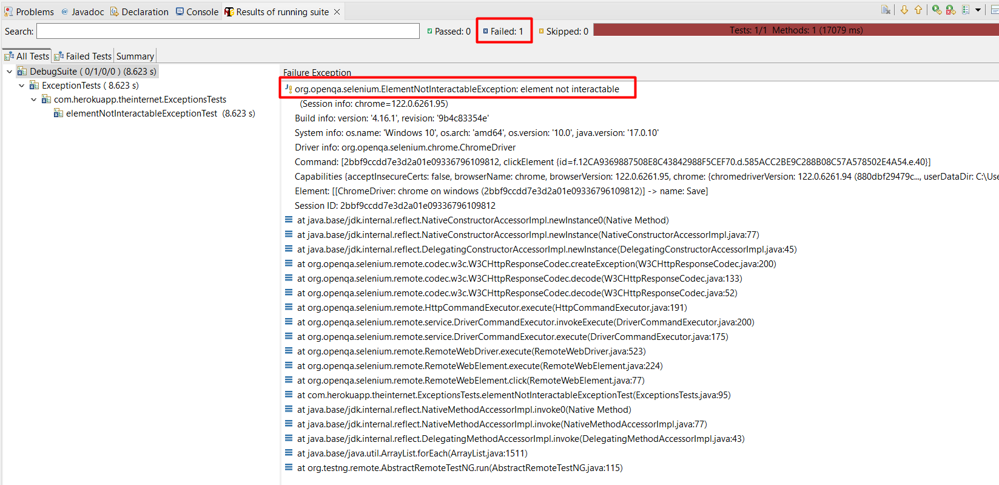 Problems @ Javadoc Declaration Console Results of running suite
Search: Passed: 0 Failed: 1 Skipped: 0 Tests: 1/1 Methods: 1 (17079 ms)
All Tests Failed Tests Summary
DebugSuite ( 0/1/0/0 ) (8.623 s)
ExceptionTests ( 8.623 s)
com.herokuapp.theinternet.ExceptionsTests
elementNotInteractableExceptionTest (8.623 s)
Failure Exception
org.openqa.selenium.ElementNotInteractableException: element not interactable
(Session info: chrome=122.0.6261.95)
Build info: version: '4.16.1', revision: '9b4c83354e'
System info: os.name: 'Windows 10', os.arch: 'amd64', os.version: '10.0', java.version: '17.0.10'
Driver info: org.openqa.selenium.chrome.ChromeDriver
Command: [2bbf9ccdd7e3d2a01e09336796109812, clickElement {id=f.12CA9369887508E8C43842988F5CEF70.d.585ACC2BE9C288B08C57A578502E4A54.e.40}]
Capabilities {acceptInsecureCerts: false, browserName: chrome, browserVersion: 122.0.6261.95, chrome: {chromedriverVersion: 122.0.6261.94 (880dbf29479c..., userDataDir: C:\Use
Element: [[ChromeDriver: chrome on windows (2bbf9ccdd7e3d2a01e09336796109812)] -> name: Save]
Session ID: 2bbf9ccdd7e3d2a01e09336796109812
at java.base/jdk.internal.reflect.NativeConstructorAccessorImpl.newInstance0(Native Method)
at java.base/jdk.internal.reflect.NativeConstructorAccessorImpl.newInstance(NativeConstructorAccessorImpl.java:77)
at java.base/jdk.internal.reflect.DelegatingConstructorAccessorImpl.newInstance(DelegatingConstructorAccessorImpl.java:45)
at org.openqa.selenium.remote.codec.w3c.W3CHttpResponseCodec.createException(W3CHttpResponseCodec.java:200)
at org.openqa.selenium.remote.codec.w3c.W3CHttpResponseCodec.decode(W3CHttpResponseCodec.java:133)
at org.openqa.selenium.remote.codec.w3c.W3CHttpResponseCodec.decode(W3CHttpResponseCodec.java:52)
at org.openqa.selenium.remote.HttpCommandExecutor.execute(HttpCommandExecutor.java:191)
at org.openqa.selenium.remote.service.DriverCommandExecutor.invokeExecute(DriverCommandExecutor.java:200)
at org.openqa.selenium.remote.service.DriverCommandExecutor.execute(DriverCommandExecutor.java:175)
at org.openqa.selenium.remote.RemoteWebDriver.execute(RemoteWebDriver.java:523)
at org.openqa.selenium.remote.RemoteWebElement.execute(RemoteWebElement.java:224)
at org.openqa.selenium.remote.RemoteWebElement.click(RemoteWebElement.java:77)
at com.herokuapp.theinternet.ExceptionsTests.elementNotInteractableExceptionTest(ExceptionsTests.java:95)
at java.base/jdk.internal.reflect.NativeMethodAccessorImpl.invoke0(Native Method)
at java.base/jdk.internal.reflect.NativeMethodAccessorImpl.invoke(NativeMethodAccessorImpl.java:77)
at java.base/jdk.internal.reflect.DelegatingMethodAccessorImpl.invoke(DelegatingMethodAccessorImpl.java:43)
at java.base/java.util.ArrayList.forEach(ArrayList.java:1511)
at org.testng.remote.AbstractRemoteTestNG.run(AbstractRemoteTestNG.java:115)